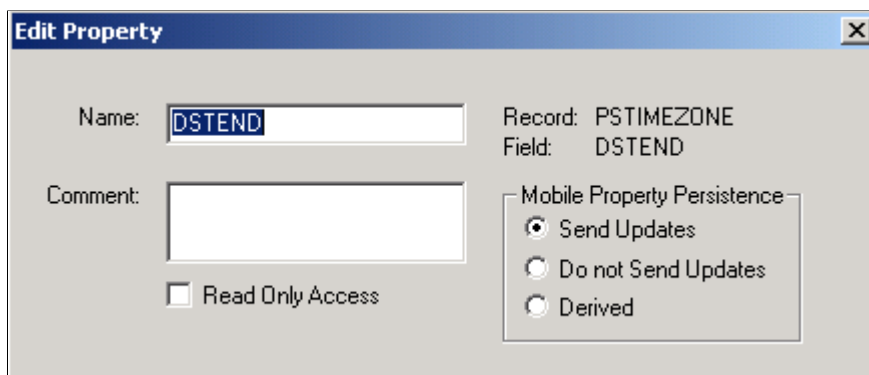 Edit Property
Name: DSTEND
Record: PSTIMEZONE
Field: DSTEND
Comment:
Mobile Property Persistence
Send Updates
Do not Send Updates
Read Only Access
Derived